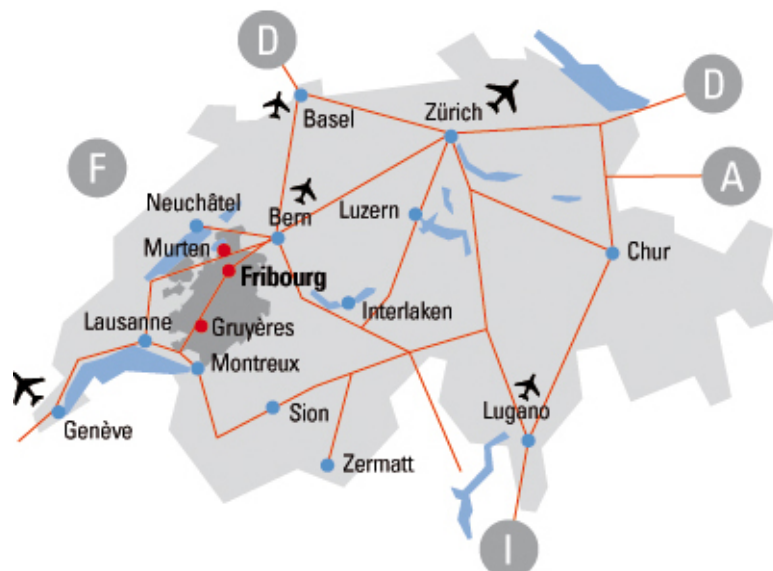 D
Basel
Zürich
D
F
A
Neuchâtel
Bern
Luzern
Murten
Chur
Fribourg
Interlaken
Lausanne
Gruyères
Montreux
Genève
Sion
Lugano
Zermatt
I